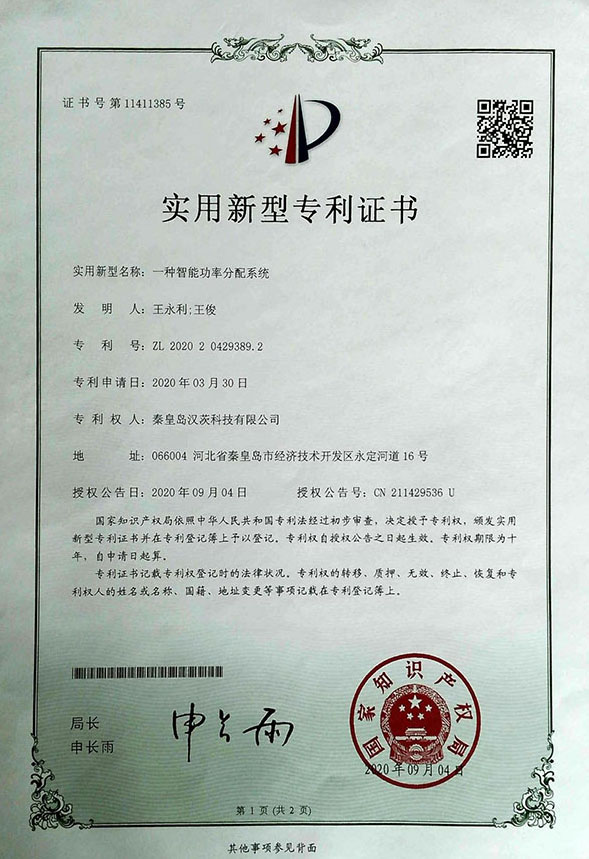 证书号第11411385号
实用新型专利证书
实用新型名称：一种智能功率分配系统
发明人：王永利;王俊
专利号：ZL 2020 2 0429389.2
专利申请日：2020年03月30日
专利权人：秦皇岛汉茨科技有限公司
地址：066004 河北省秦皇岛市经济技术开发区永定河道16号
授权公告日：2020年09月04日 授权公告号：CN 211429536 U
国家知识产权局依照中华人民共和国专利法经过初步审查，决定授予专利权，颁发实用
新型专利证书并在专利登记簿上予以登记。专利权自授权公告之日起生效。专利权期限为十
年，自申请日起算。
专利证书记载专利权登记时的法律状况。专利权的转移、质押、无效、终止、恢复和专
利权人的姓名或名称、国籍、地址变更等事项记载在专利登记簿上。
局长
申长雨
申长雨
国家知识产权局
2020年09月04日
第1页(共2页)
其他事项参见背面